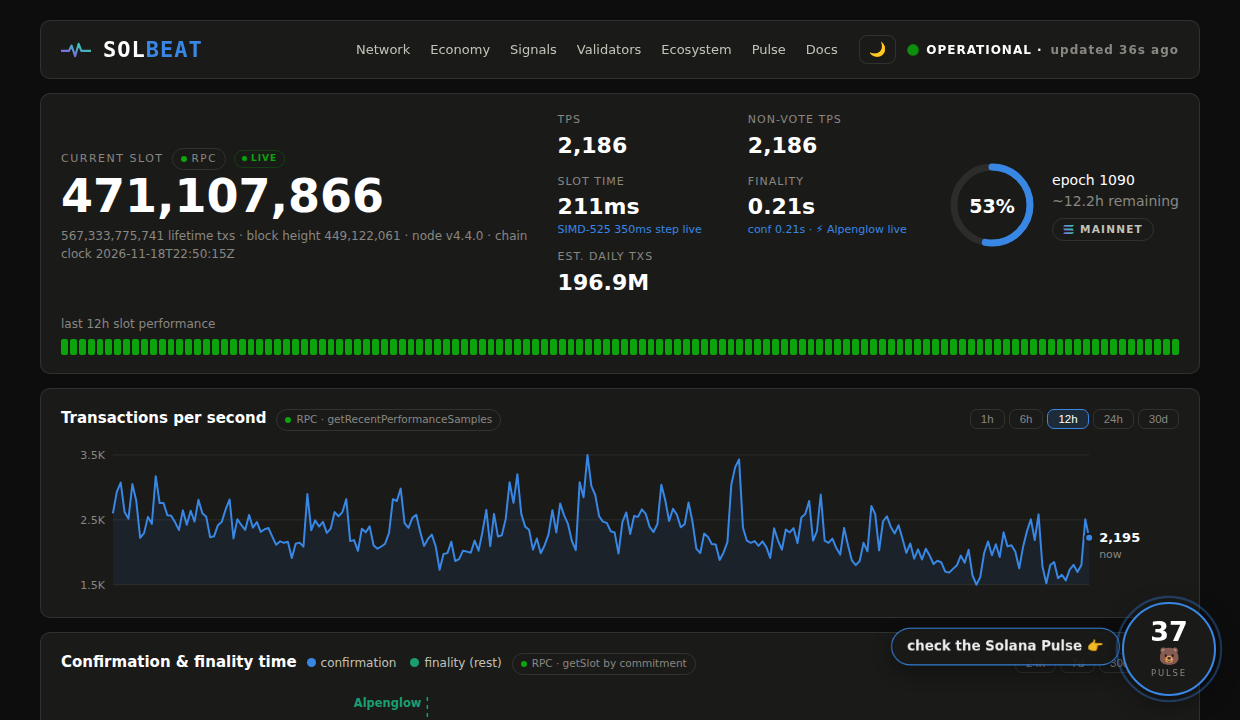 SOLBEAT
Network Economy Signals Validators Ecosystem Pulse Docs
OPERATIONAL · updated 36s ago
CURRENT SLOT RPC LIVE
471,107,866
567,333,775,741 lifetime txs · block height 449,122,061 · node v4.4.0 · chain
clock 2026-11-18T22:50:15Z
TPS
2,186
NON-VOTE TPS
2,186
SLOT TIME
211ms
SIMD-525 350ms step live
FINALITY
0.21s
conf 0.21s · ⚡ Alpenglow live
EST. DAILY TXS
196.9M
53%
epoch 1090
~12.2h remaining
MAINNET
last 12h slot performance
Transactions per second RPC · getRecentPerformanceSamples
1h 6h 12h 24h 30d
3.5K
2.5K
1.5K
2,195
now
Confirmation & finality time confirmation finality (rest) RPC · getSlot by commitment
Alpenglow
check the Solana Pulse 👉
37
PULSE